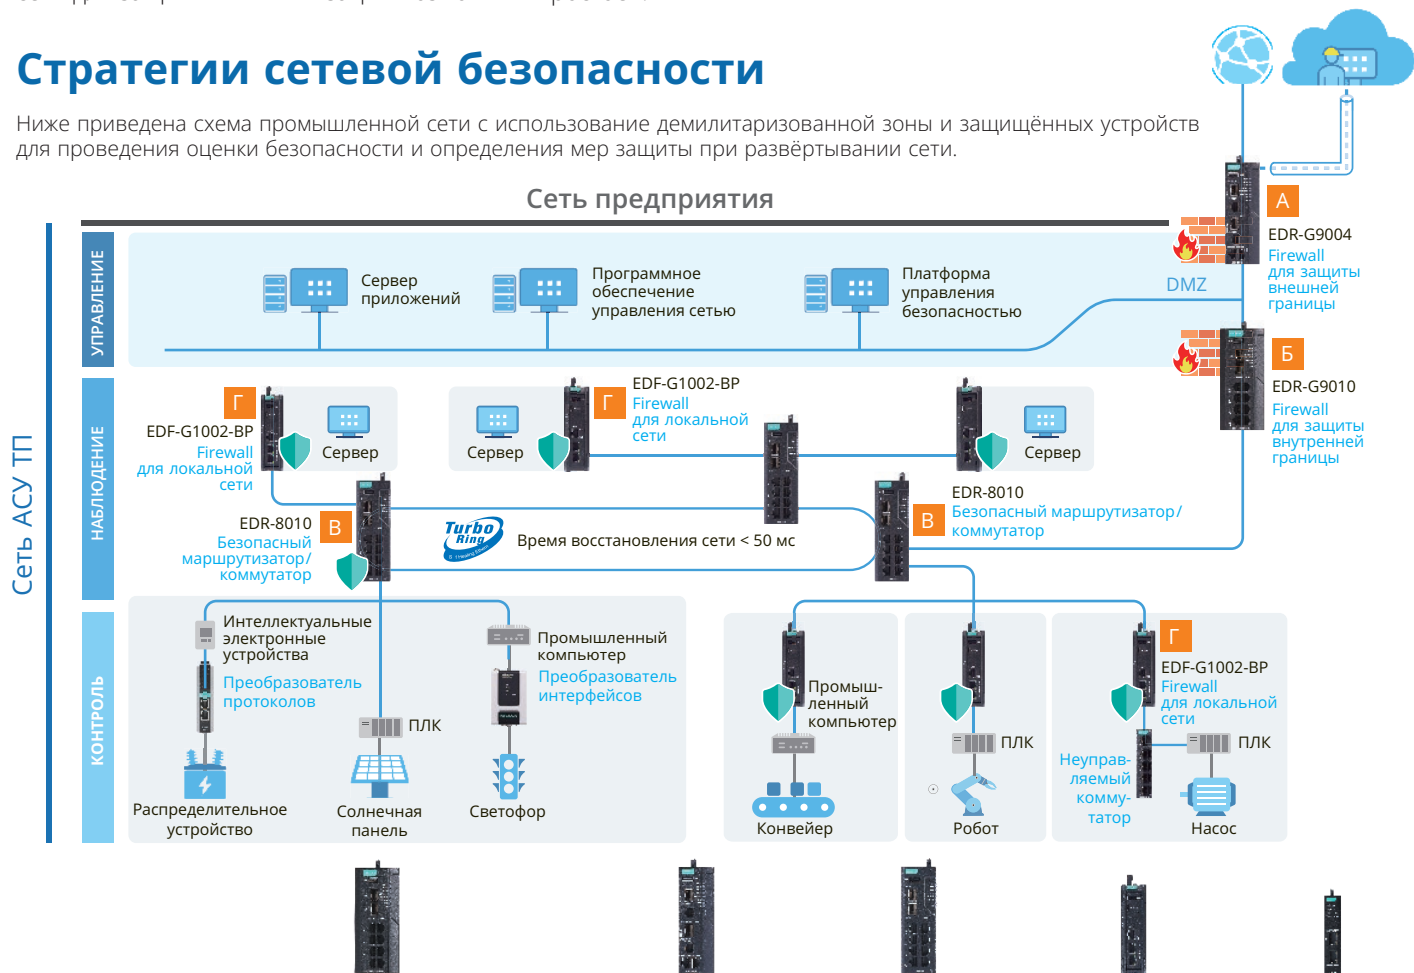 Стратегии сетевой безопасности
Ниже приведена схема промышленной сети с использование демилитаризованной зоны и защищённых устройств
для проведения оценки безопасности и определения мер защиты при развёртывании сети.
Сеть предприятия
А
EDR-G9004
Firewall
для защиты
внешней
границы
Сеть АСУ ТП
УПРАВЛЕНИЕ
Сервер
приложений
Программное
обеспечение
управления сетью
Платформа
управления
безопасностью
DMZ
Б
EDR-G9010
Firewall
для защиты
внутренней
границы
НАБЛЮДЕНИЕ
Г
EDF-G1002-BP
Firewall
для локальной
сети
Сервер
Сервер
Г
EDF-G1002-BP
Firewall
для локальной
сети
Сервер
EDR-8010
Безопасный
маршрутизатор/
коммутатор
В
Turbo
Ring
Время восстановления сети < 50 мс
В
EDR-8010
Безопасный маршрутизатор/
коммутатор
КОНТРОЛЬ
Интеллектуальные
электронные
устройства
Преобразователь
протоколов
Распределительное
устройство
ПЛК
Солнечная
панель
Промышленный
компьютер
Преобразователь
интерфейсов
Светофор
Промыш-
ленный
компьютер
Конвейер
ПЛК
Робот
Г
EDF-G1002-BP
Firewall
для локальной
сети
Неуправ-
ляемый
комму-
татор
ПЛК
Насос